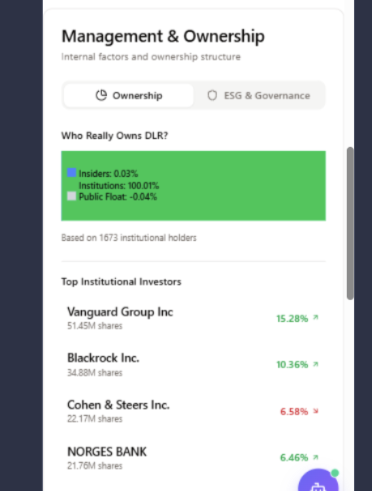 Management & Ownership
Internal factors and ownership structure
Ownership
ESG & Governance
Who Really Owns DLR?
Insiders: 0.03%
Institutions: 100.01%
Public Float: -0.04%
Based on 1673 institutional holders
Top Institutional Investors
Vanguard Group Inc
15.28%
51.45M shares
Blackrock Inc.
10.36%
34.88M shares
Cohen & Steers Inc.
6.58%
22.17M shares
NORGES BANK
6.46%
21.76M shares